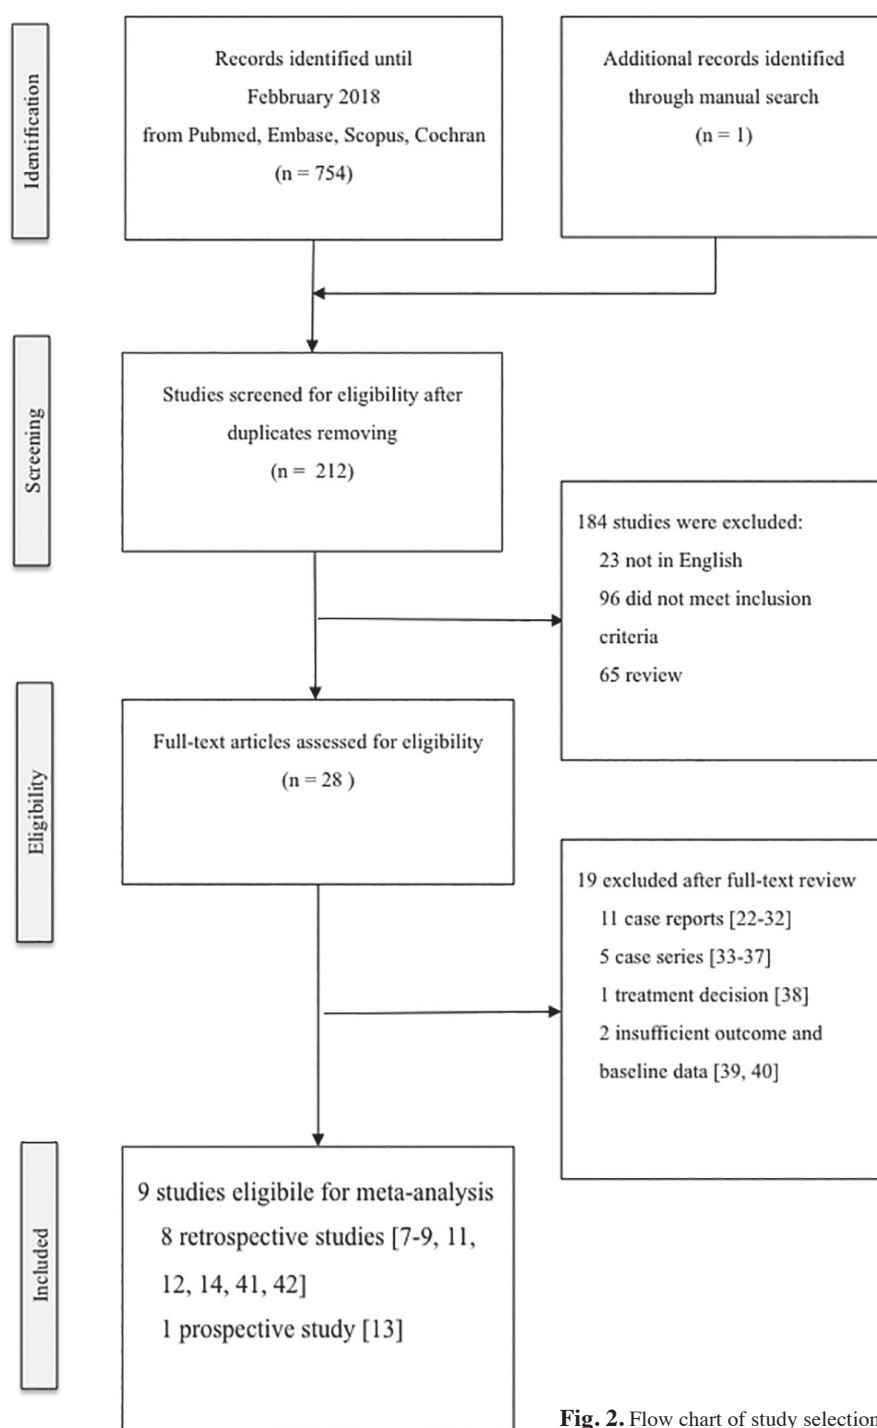 Identification
Records identified until
Febbruary 2018
from Pubmed, Embase, Scopus, Cochran
(n = 754)
Additional records identified
through manual search
(n = 1)
Screening
Studies screened for eligibility after
duplicates removing
(n = 212)
184 studies were excluded:
23 not in English
96 did not meet inclusion
criteria
65 review
Eligibility
Full-text articles assessed for eligibility
(n = 28 )
19 excluded after full-text review
11 case reports [22-32]
5 case series [33-37]
1 treatment decision [38]
2 insufficient outcome and
baseline data [39, 40]
Included
9 studies eligibile for meta-analysis
8 retrospective studies [7-9, 11,
12, 14, 41, 42]
1 prospective study [13]
Fig. 2. Flow chart of study selection